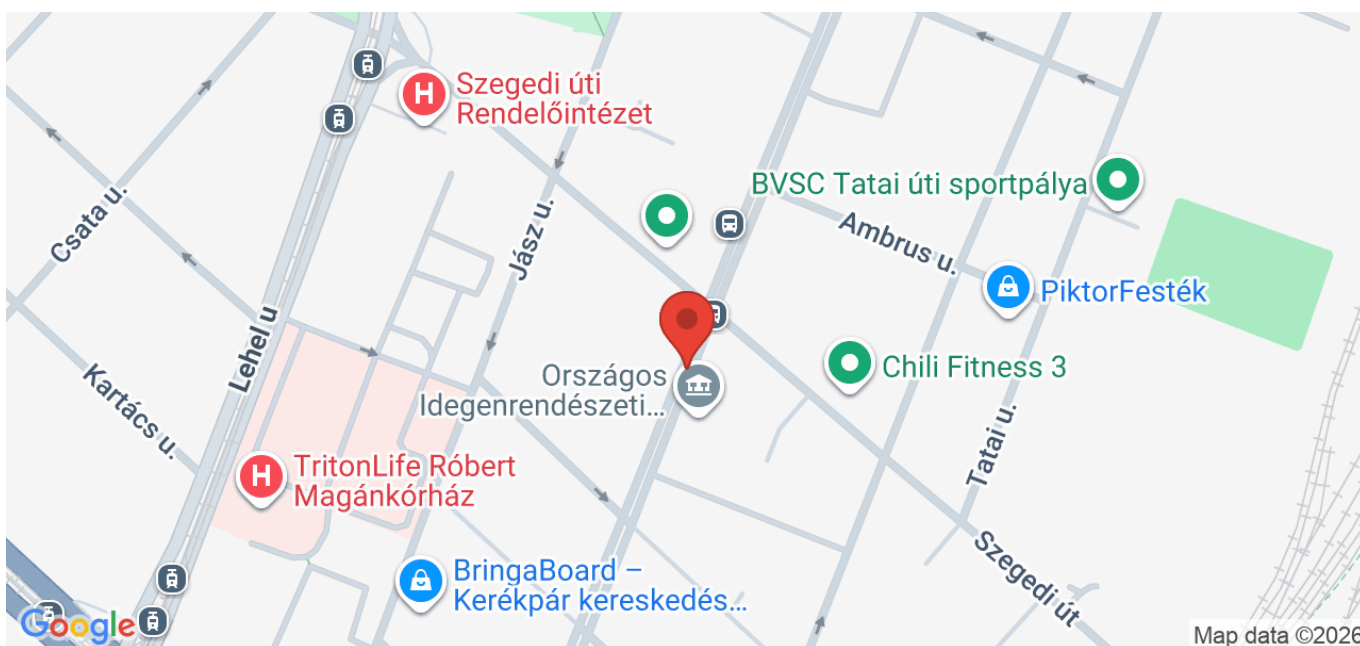 Szegedi úti
Rendelőintézet
BVSC Tatai úti sportpálya
Csata u.
Jász u.
Ambrus u.
PiktorFesték
Lehel u
Országos
Idegenrendészeti...
Chili Fitness 3
Kartács u.
Tatai u.
TritonLife Róbert
Magánkórház
Szegedi út
BringaBoard –
Kerékpár kereskedés...
Google
Map data ©2026